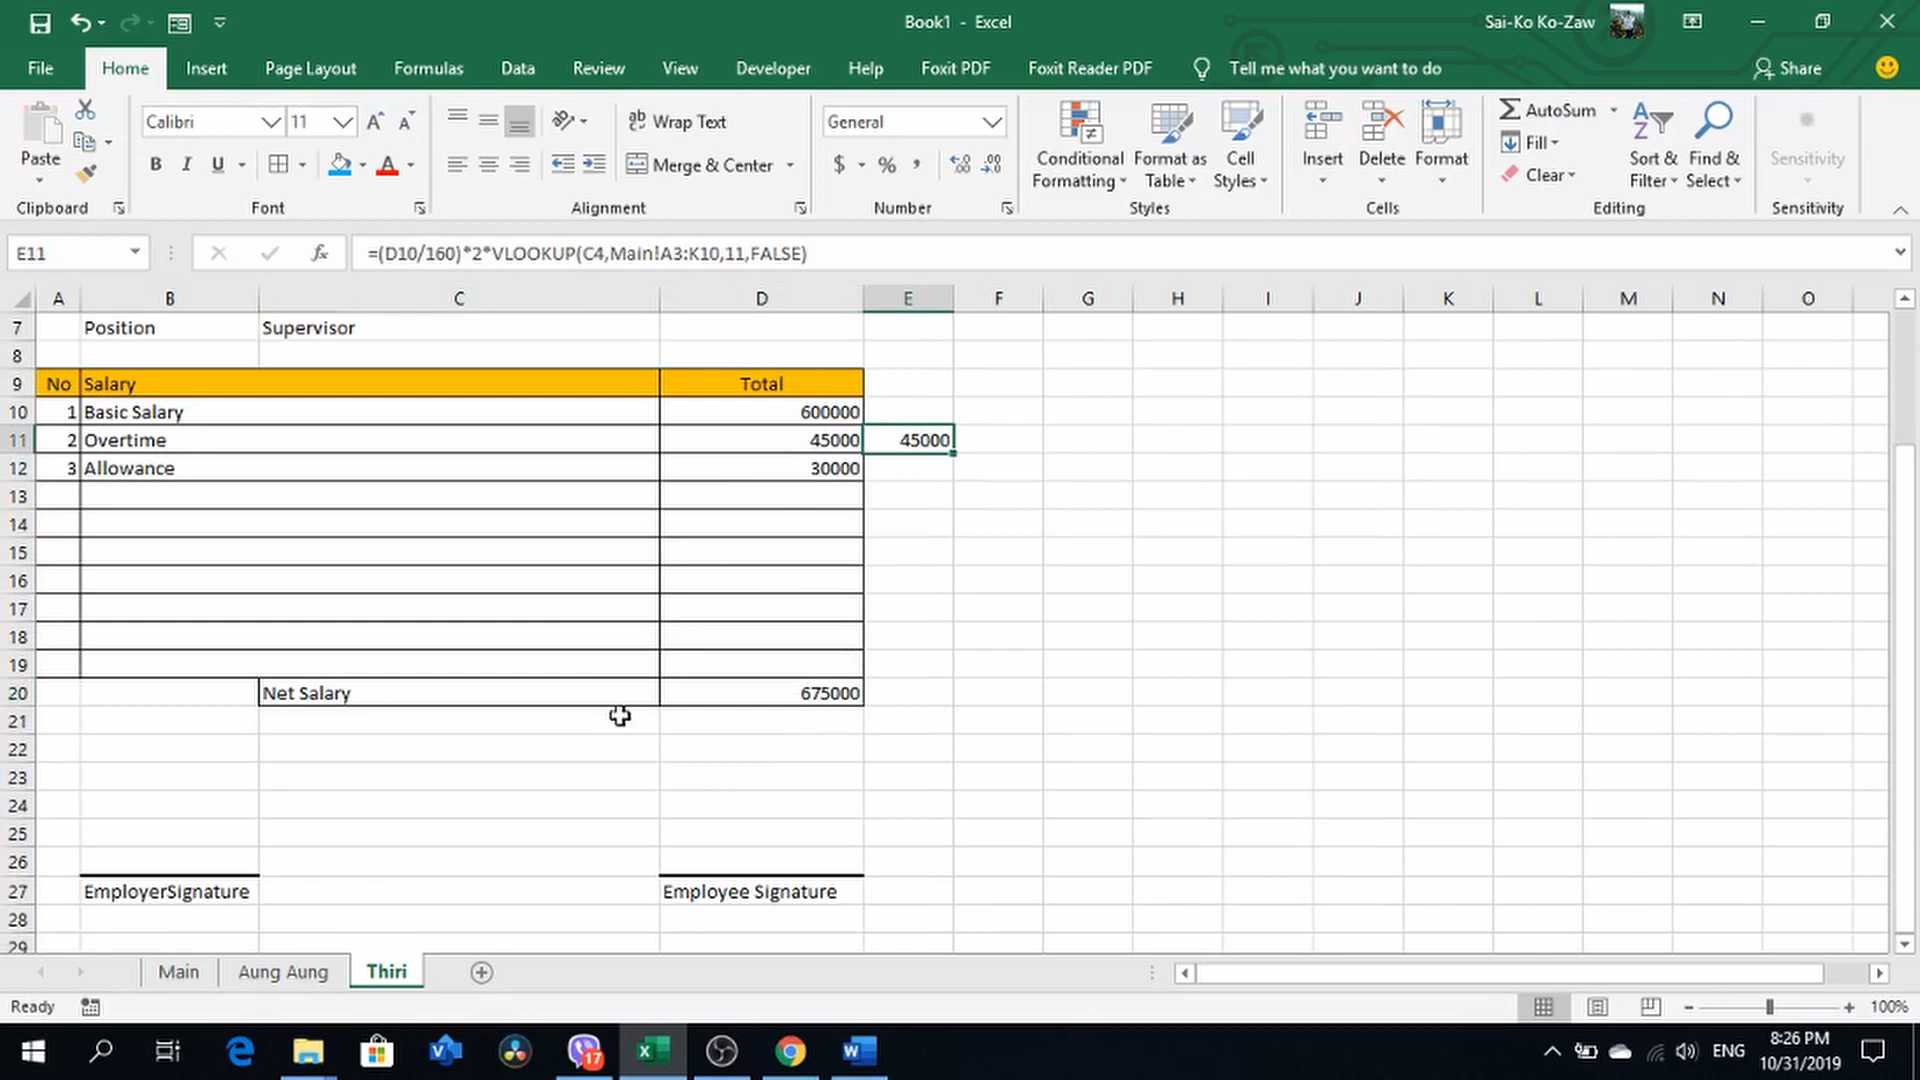 Book1 - Excel
Sai-Ko Ko-Zaw
File Home Insert Page Layout Formulas Data Review View Developer Help Foxit PDF Foxit Reader PDF Tell me what you want to do Share
Paste
Clipboard
Calibri 11
B I U
Font
Wrap Text
Merge & Center
Alignment
General
$ % ,
Number
Conditional Formatting
Format as Table
Cell Styles
Styles
Insert Delete Format
Cells
AutoSum
Fill
Clear
Sort & Filter
Find & Select
Editing
Sensitivity
Sensitivity
E11 fx =(D10/160)*2*VLOOKUP(C4,Main!A3:K10,11,FALSE)
A B C D E F G H I J K L M N O
7 Position Supervisor
8
9 No Salary Total
10 1 Basic Salary 600000
11 2 Overtime 45000 45000
12 3 Allowance 30000
13
14
15
16
17
18
19
20 Net Salary 675000
21
22
23
24
25
26
27 EmployerSignature Employee Signature
28
29
Main Aung Aung Thiri
Ready 100%
17 W ENG 8:26 PM
10/31/2019